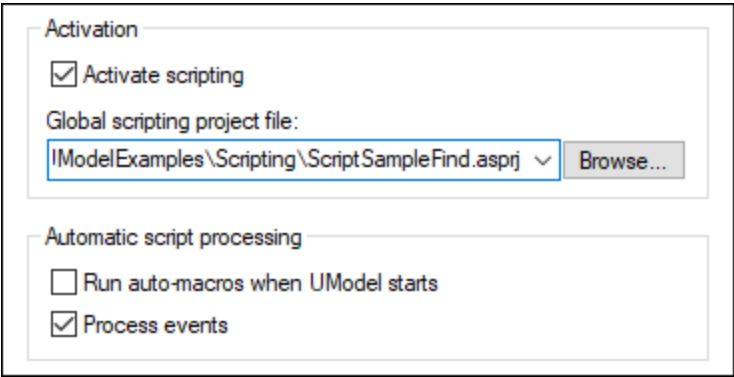 Activation
Activate scripting
Global scripting project file:
ModelExamples\Scripting\ScriptSampleFind.asprj
Browse...
Automatic script processing
Run auto-macros when UModel starts
Process events